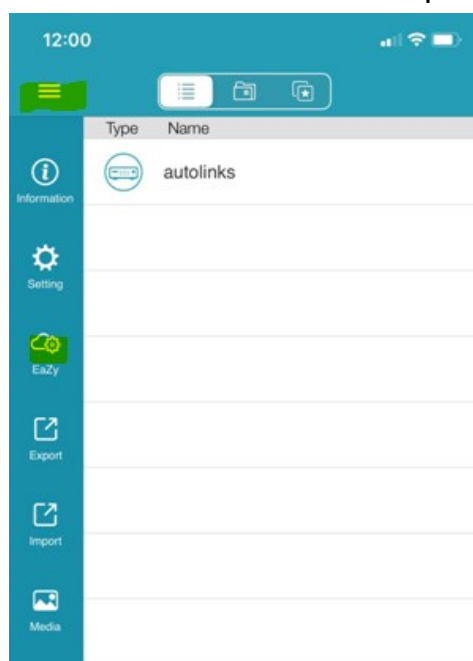 12:00
Type Name
autolinks
Information
Setting
EaZy
Export
Import
Media